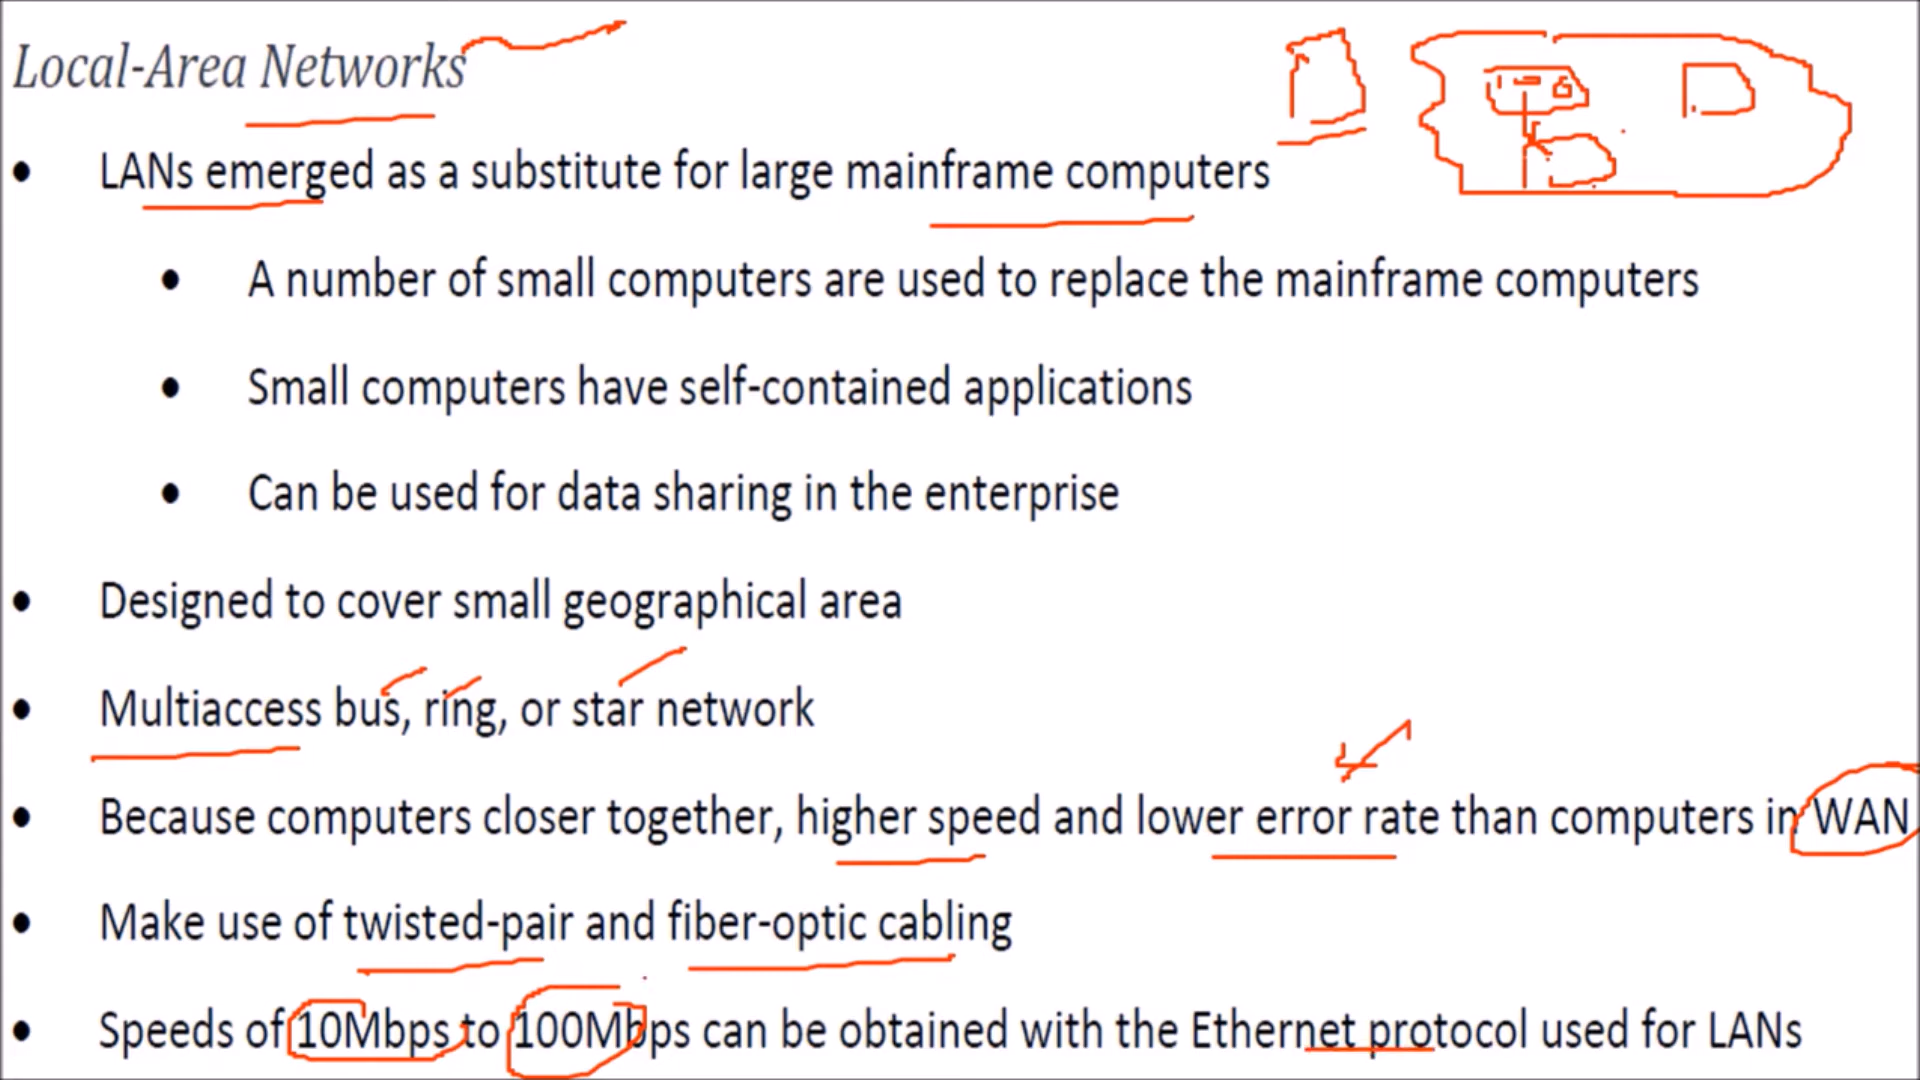 Local-Area Networks
• LANs emerged as a substitute for large mainframe computers
• A number of small computers are used to replace the mainframe computers
• Small computers have self-contained applications
• Can be used for data sharing in the enterprise
• Designed to cover small geographical area
• Multiaccess bus, ring, or star network
• Because computers closer together, higher speed and lower error rate than computers in WAN
• Make use of twisted-pair and fiber-optic cabling
• Speeds of 10Mbps to 100Mbps can be obtained with the Ethernet protocol used for LANs